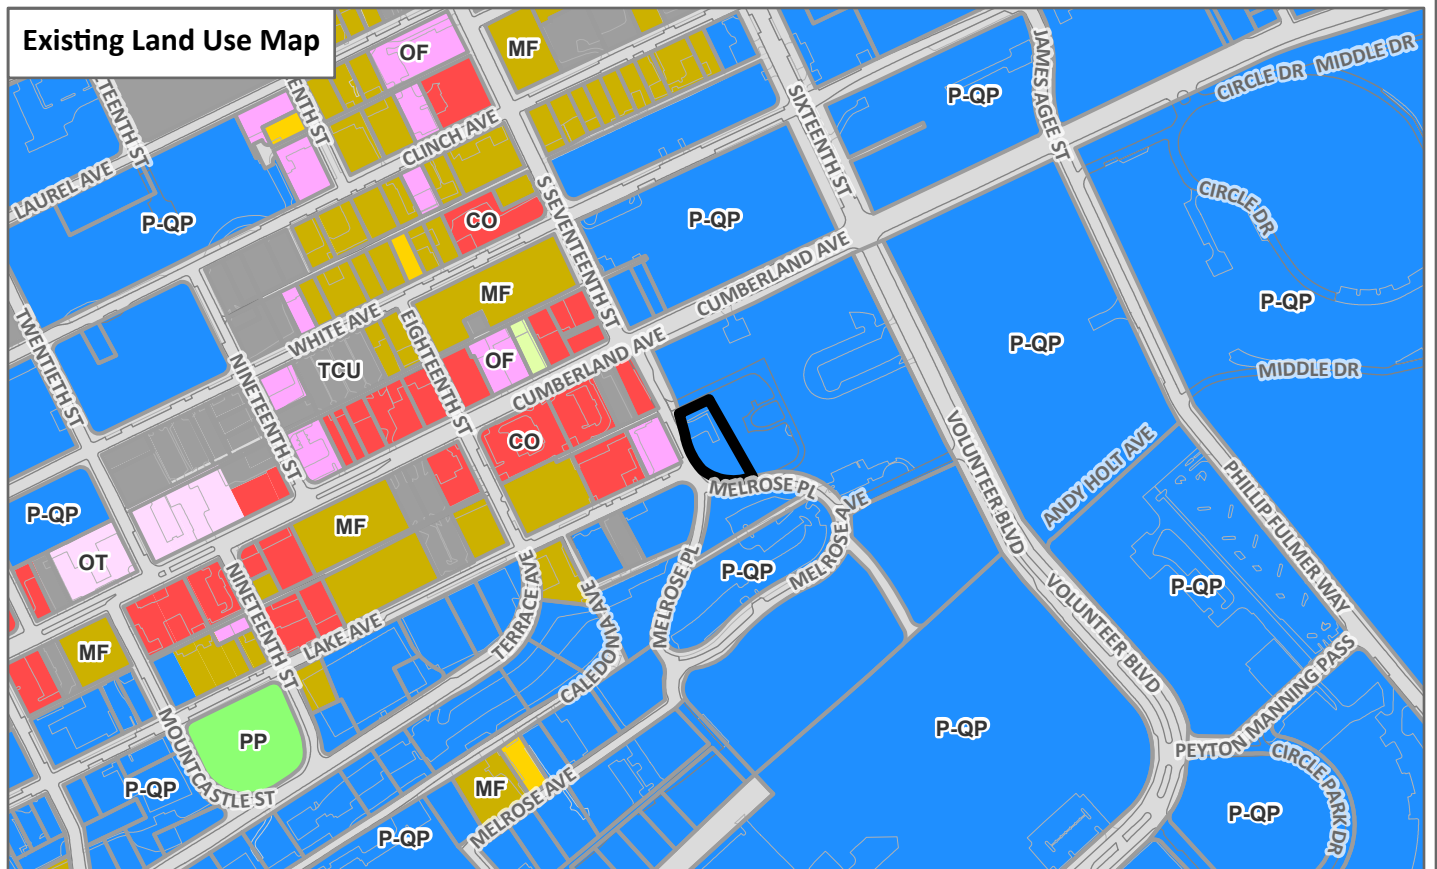 Existing Land Use Map
OF
MF
JAMES AGEE ST
CIRCLE DR
MIDDLE DR
TEENTH ST
ENTH ST
SIXTEENTH ST
P-QP
CLINCH AVE
LAUREL AVE
P-QP
CO
S SEVENTEENTH ST
P-QP
CIRCLE DR
CUMBERLAND AVE
MF
P-QP
TWENTIETH ST
WHITE AVE
EIGHTEENTH ST
NINETEENTH ST
TCU
OF
CUMBERLAND AVE
P-QP
MIDDLE DR
CO
VOLUNTEER BLVD
ANDY HOLT AVE
PHILLIP FULMER WAY
P-QP
MF
MELROSE PL
MELROSE AVE
OT
NINETEENTH ST
P-QP
P-QP
TERRACE AVE
CALEDONIA AVE
MELROSE PL
VOLUNTEER BLVD
LAKE AVE
MF
PP
MOUNTCASTLE ST
P-QP
P-QP
PEYTON MANNING PASS
CIRCLE PARK DR
P-QP
MF
MELROSE AVE
P-QP